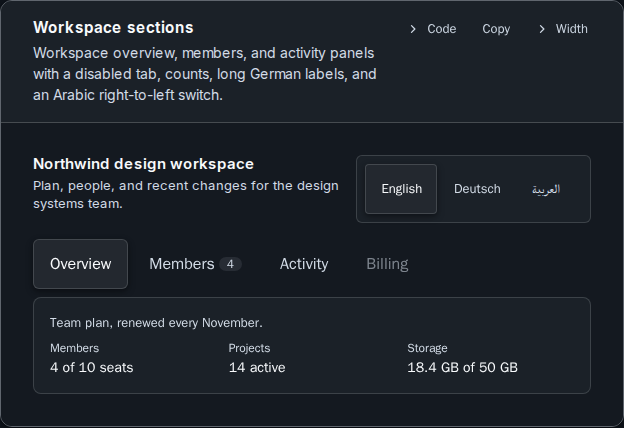 Workspace sections
Code
Copy
Width
Workspace overview, members, and activity panels
with a disabled tab, counts, long German labels, and
an Arabic right-to-left switch.
Northwind design workspace
Plan, people, and recent changes for the design
systems team.
English
Deutsch
العربية
Overview
Members 4
Activity
Billing
Team plan, renewed every November.
Members
Projects
Storage
4 of 10 seats
14 active
18.4 GB of 50 GB